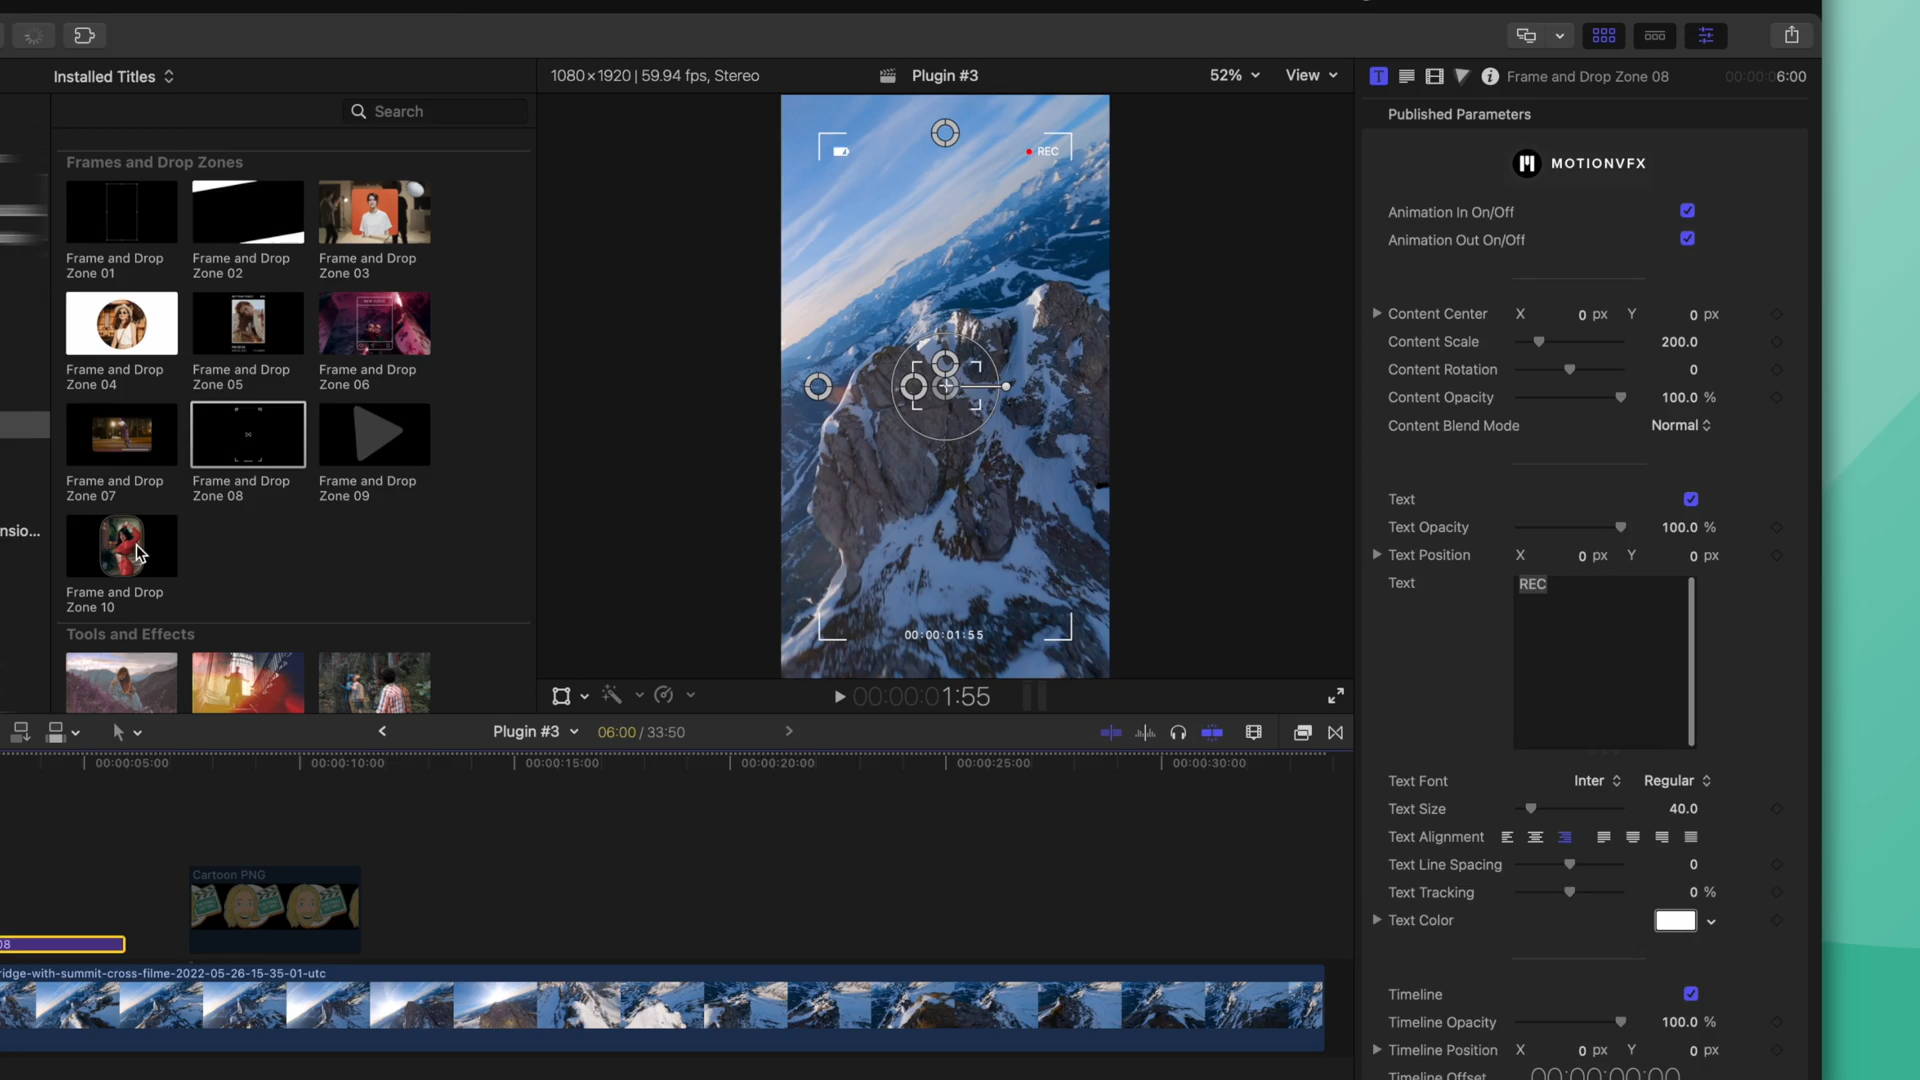 Installed Titles
1080×1920 | 59.94 fps, Stereo
Plugin #3
52%
View
Frame and Drop Zone 08
00:00:06:00
Search
Published Parameters
Frames and Drop Zones
MOTIONVFX
REC
Animation In On/Off
Animation Out On/Off
Frame and Drop
Zone 01
Frame and Drop
Zone 02
Frame and Drop
Zone 03
Content Center X 0 px Y 0 px
Content Scale 200.0
Content Rotation 0
Content Opacity 100.0 %
Content Blend Mode Normal
Frame and Drop
Zone 04
Frame and Drop
Zone 05
Frame and Drop
Zone 06
Frame and Drop
Zone 07
Frame and Drop
Zone 08
Frame and Drop
Zone 09
Text
Text Opacity 100.0 %
Text Position X 0 px Y 0 px
Text REC
nsio...
Frame and Drop
Zone 10
Tools and Effects
00:00:01:55
00:00:01:55
Plugin #3
06:00 / 33:50
00:00:05:00
00:00:10:00
00:00:15:00
00:00:20:00
00:00:25:00
00:00:30:00
Text Font Inter Regular
Text Size 40.0
Text Alignment
Text Line Spacing 0
Text Tracking 0 %
Text Color
Cartoon PNG
08
ridge-with-summit-cross-filme-2022-05-26-15-35-01-utc
Timeline
Timeline Opacity 100.0 %
Timeline Position X 0 px Y 0 px
Timeline Offset 00:00:00:00